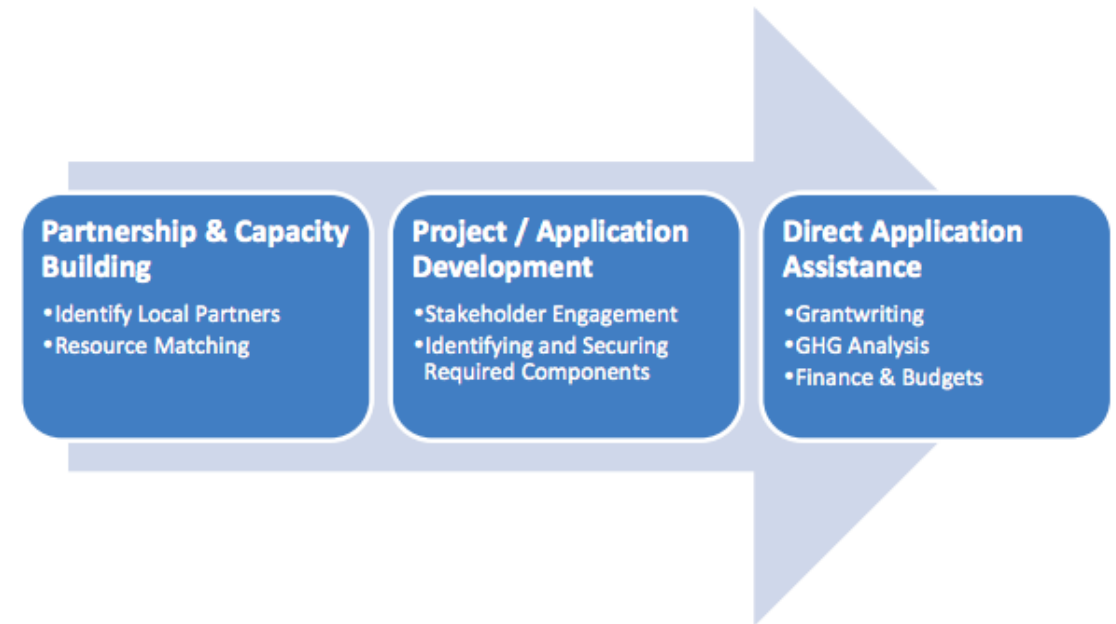 Partnership & Capacity
Building
•Identify Local Partners
•Resource Matching
Project / Application
Development
•Stakeholder Engagement
•Identifying and Securing
Required Components
Direct Application
Assistance
•Grantwriting
•GHG Analysis
•Finance & Budgets